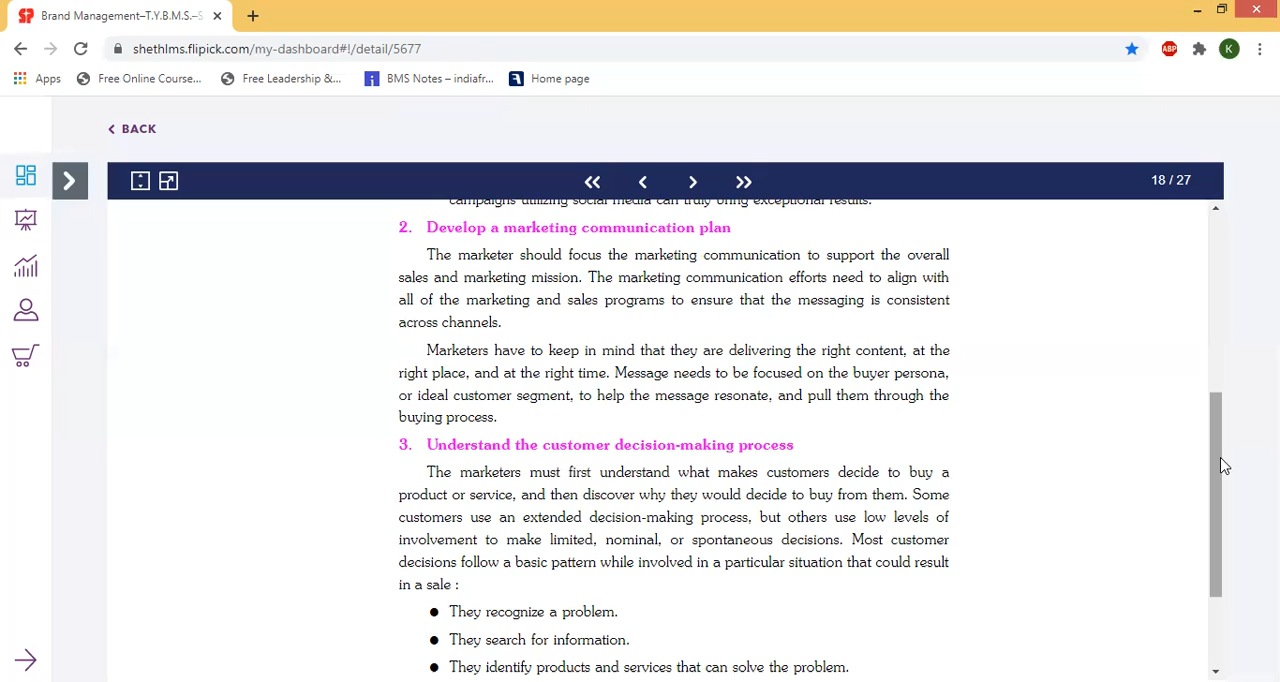 Brand Management–T.Y.B.M.S.–S
shethlms.flipick.com/my-dashboard#!/detail/5677
ABP
K
Apps
Free Online Course...
Free Leadership &...
BMS Notes – indiafr...
Home page
BACK
18 / 27
campaigns utilizing social media can truly bring exceptional results.
2. Develop a marketing communication plan
The marketer should focus the marketing communication to support the overall
sales and marketing mission. The marketing communication efforts need to align with
all of the marketing and sales programs to ensure that the messaging is consistent
across channels.
Marketers have to keep in mind that they are delivering the right content, at the
right place, and at the right time. Message needs to be focused on the buyer persona,
or ideal customer segment, to help the message resonate, and pull them through the
buying process.
3. Understand the customer decision-making process
The marketers must first understand what makes customers decide to buy a
product or service, and then discover why they would decide to buy from them. Some
customers use an extended decision-making process, but others use low levels of
involvement to make limited, nominal, or spontaneous decisions. Most customer
decisions follow a basic pattern while involved in a particular situation that could result
in a sale :
● They recognize a problem.
● They search for information.
● They identify products and services that can solve the problem.